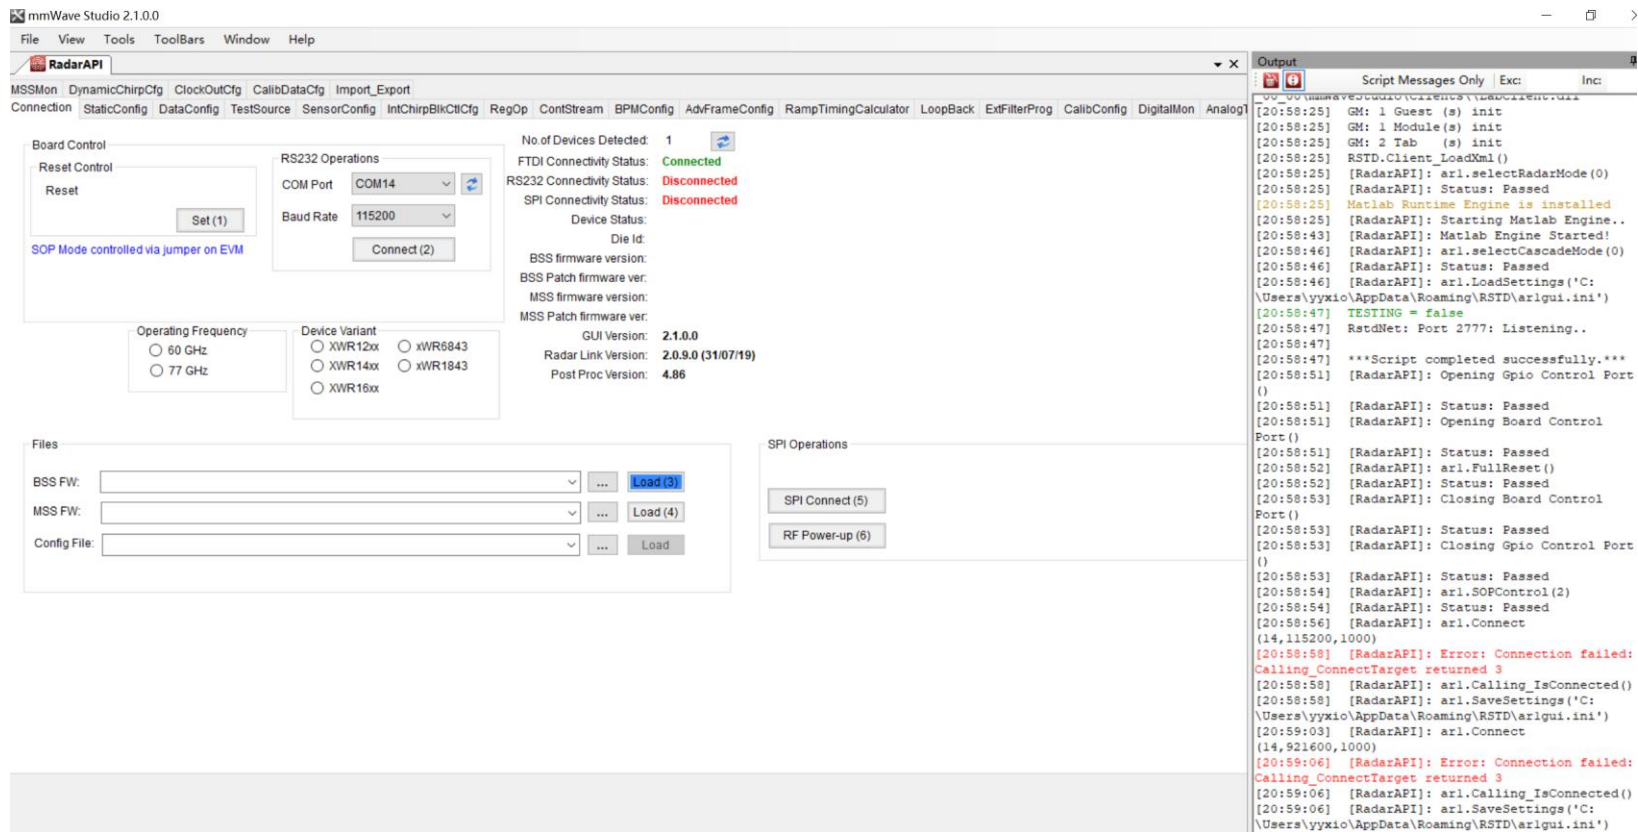 mmWave Studio 2.1.0.0
File View Tools ToolBars Window Help
RadarAPI
MSSMon DynamicChirpCfg ClockOutCfg CalibDataCfg Import_Export
Connection StaticConfig DataConfig TestSource SensorConfig IntChirpBlkCtlCfg RegOp ContStream BPMConfig AdvFrameConfig RampTimingCalculator LoopBack ExtFilterProg CalibConfig DigitalMon
Board Control
Reset Control
Reset
Set (1)
SOP Mode controlled via jumper on EVM
RS232 Operations
COM Port COM14
Baud Rate 115200
Connect (2)
No.of Devices Detected: 1
FTDI Connectivity Status: Connected
RS232 Connectivity Status: Disconnected
SPI Connectivity Status: Disconnected
Device Status:
Die Id:
BSS firmware version:
BSS Patch firmware ver:
MSS firmware version:
MSS Patch firmware ver:
GUI Version: 2.1.0.0
Radar Link Version: 2.0.9.0 (31/07/19)
Post Proc Version: 4.86
Operating Frequency
60 GHz
77 GHz
Device Variant
XWR12xx xWR6843
XWR14xx xWR1843
XWR16xx
Files
BSS FW: ... Load (3)
MSS FW: ... Load (4)
Config File: ... Load
SPI Operations
SPI Connect (5)
RF Power-up (6)
Output
Script Messages Only Exc: Inc:
[20:58:25] GM: 1 Guest (s) init
[20:58:25] GM: 1 Module(s) init
[20:58:25] GM: 2 Tab (s) init
[20:58:25] RSTD.Client_LoadXml()
[20:58:25] [RadarAPI]: ar1.selectRadarMode(0)
[20:58:25] [RadarAPI]: Status: Passed
[20:58:25] Matlab Runtime Engine is installed
[20:58:25] [RadarAPI]: Starting Matlab Engine..
[20:58:43] [RadarAPI]: Matlab Engine Started!
[20:58:46] [RadarAPI]: ar1.selectCascadeMode(0)
[20:58:46] [RadarAPI]: Status: Passed
[20:58:46] [RadarAPI]: ar1.LoadSettings('C:
\Users\yyxio\AppData\Roaming\RSTD\ar1gui.ini')
[20:58:47] TESTING = false
[20:58:47] RstdNet: Port 2777: Listening..
[20:58:47]
[20:58:47] ***Script completed successfully.***
[20:58:51] [RadarAPI]: Opening Gpio Control Port
()
[20:58:51] [RadarAPI]: Status: Passed
[20:58:51] [RadarAPI]: Opening Board Control
Port()
[20:58:51] [RadarAPI]: Status: Passed
[20:58:52] [RadarAPI]: ar1.FullReset()
[20:58:52] [RadarAPI]: Status: Passed
[20:58:53] [RadarAPI]: Closing Board Control
Port()
[20:58:53] [RadarAPI]: Status: Passed
[20:58:53] [RadarAPI]: Closing Gpio Control Port
()
[20:58:53] [RadarAPI]: Status: Passed
[20:58:54] [RadarAPI]: ar1.SOPControl(2)
[20:58:54] [RadarAPI]: Status: Passed
[20:58:56] [RadarAPI]: ar1.Connect
(14,115200,1000)
[20:58:58] [RadarAPI]: Error: Connection failed:
Calling_ConnectTarget returned 3
[20:58:58] [RadarAPI]: ar1.Calling_IsConnected()
[20:58:58] [RadarAPI]: ar1.SaveSettings('C:
\Users\yyxio\AppData\Roaming\RSTD\ar1gui.ini')
[20:59:03] [RadarAPI]: ar1.Connect
(14,921600,1000)
[20:59:06] [RadarAPI]: Error: Connection failed:
Calling_ConnectTarget returned 3
[20:59:06] [RadarAPI]: ar1.Calling_IsConnected()
[20:59:06] [RadarAPI]: ar1.SaveSettings('C:
\Users\yyxio\AppData\Roaming\RSTD\ar1gui.ini')